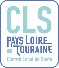 CLS
PAYS LOIRE
TOURAINE
Contrat Local de Santé